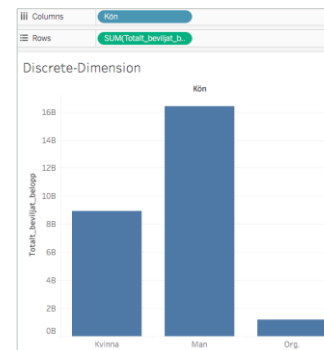 Columns
Kön
Rows
SUM(Totalt_beviljat_b..
Discrete-Dimension
Kön
16B
14B
12B
10B
8B
6B
4B
2B
0B
Totalt_beviljat_belopp
Kvinna
Man
Org.